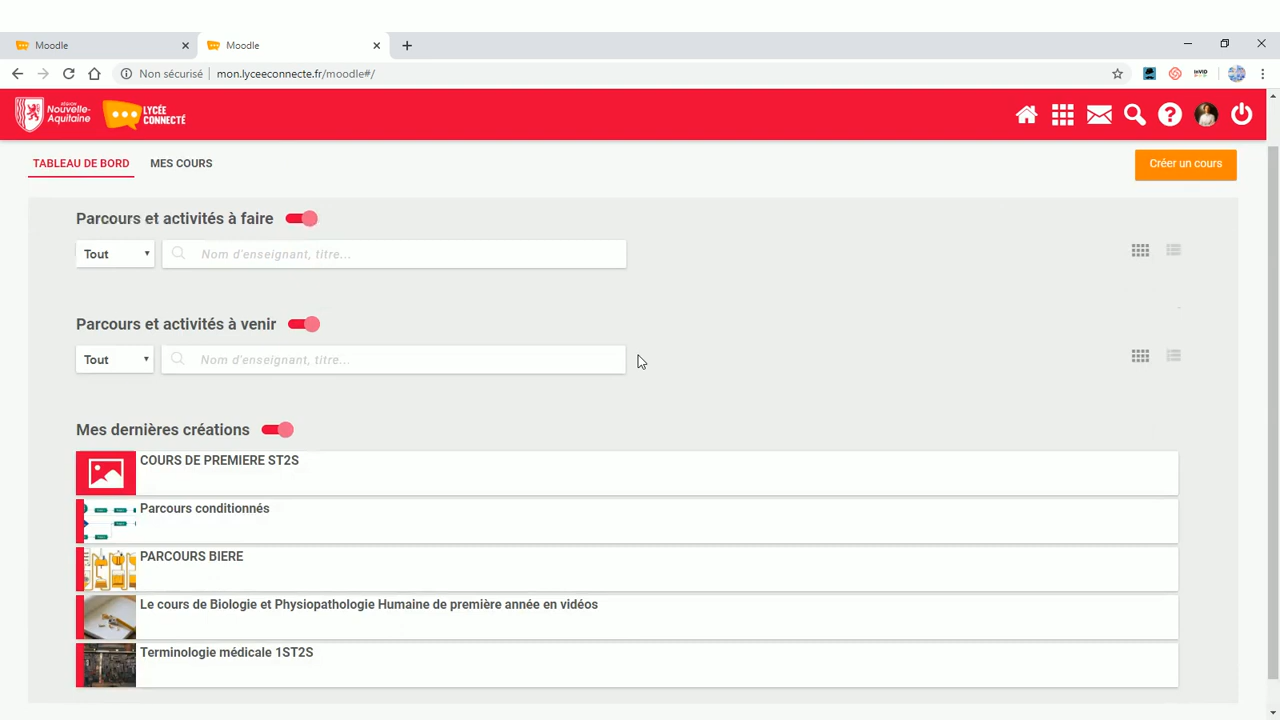 Moodle
Moodle
Non sécurisé
mon.lyceeconnecte.fr/moodle#/
RÉGION
Nouvelle-
Aquitaine
LYCÉE
CONNECTÉ
TABLEAU DE BORD
MES COURS
Créer un cours
Parcours et activités à faire
Tout
Nom d'enseignant, titre...
Parcours et activités à venir
Tout
Nom d'enseignant, titre...
Mes dernières créations
COURS DE PREMIERE ST2S
Parcours conditionnés
PARCOURS BIERE
Le cours de Biologie et Physiopathologie Humaine de première année en vidéos
Terminologie médicale 1ST2S